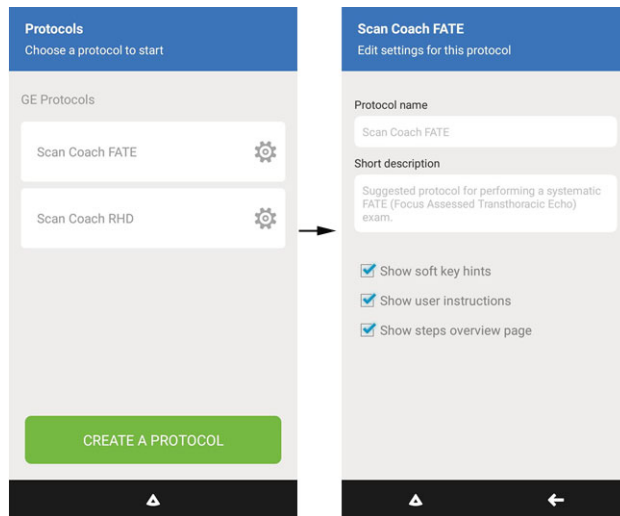 Protocols
Choose a protocol to start
GE Protocols
Scan Coach FATE
Scan Coach RHD
CREATE A PROTOCOL
Scan Coach FATE
Edit settings for this protocol
Protocol name
Scan Coach FATE
Short description
Suggested protocol for performing a systematic
FATE (Focus Assessed Transthoracic Echo)
exam.
Show soft key hints
Show user instructions
Show steps overview page